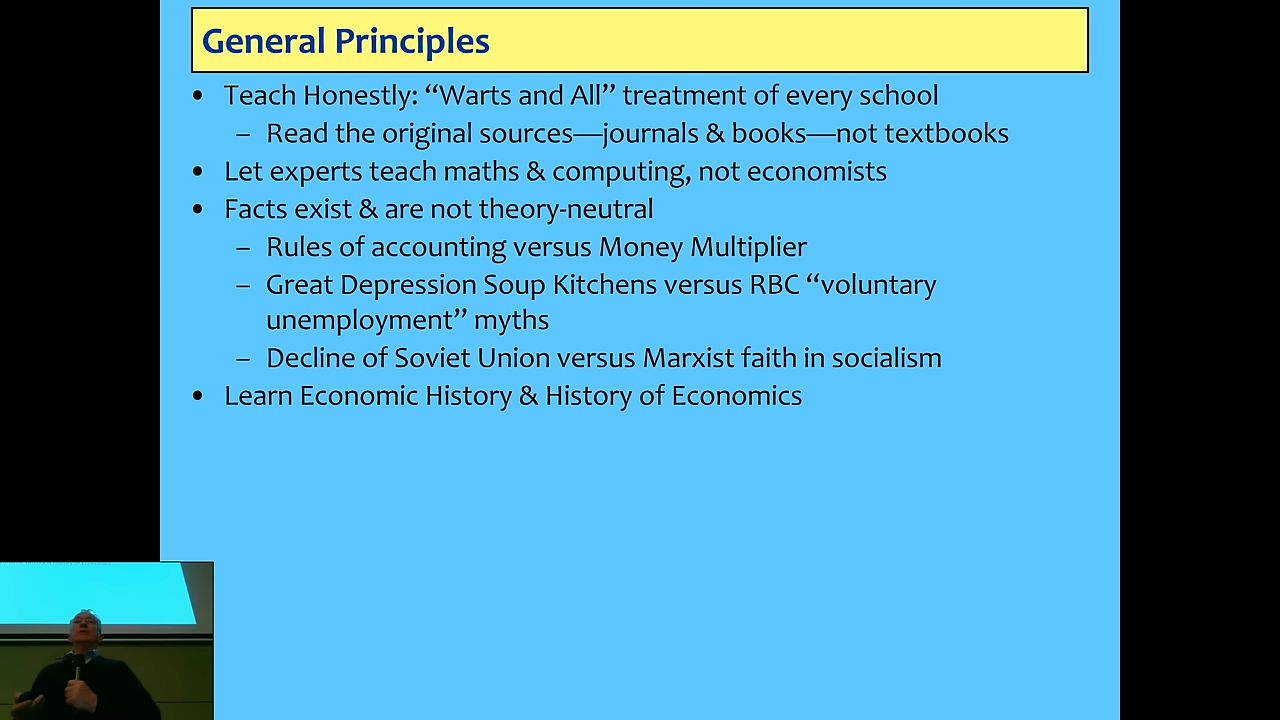 General Principles
• Teach Honestly: “Warts and All” treatment of every school
– Read the original sources—journals & books—not textbooks
• Let experts teach maths & computing, not economists
• Facts exist & are not theory-neutral
– Rules of accounting versus Money Multiplier
– Great Depression Soup Kitchens versus RBC “voluntary
unemployment” myths
– Decline of Soviet Union versus Marxist faith in socialism
• Learn Economic History & History of Economics